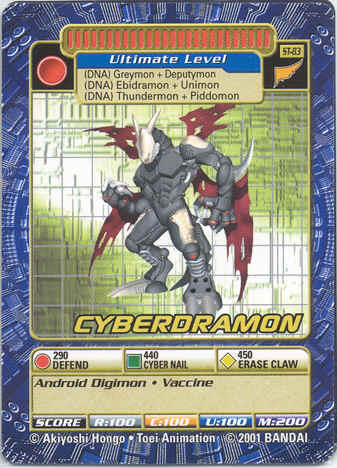 ST-83
Ultimate Level
(DNA) Greymon + Deputymon
(DNA) Ebidramon + Unimon
(DNA) Thundermon + Piddomon
CYBERDRAMON
290 DEFEND 440 CYBER NAIL 450 ERASE CLAW
Android Digimon • Vaccine
SCORE R:100 C:100 U:100 M:200
© Akiyoshi Hongo • Toei Animation © 2001 BANDAI